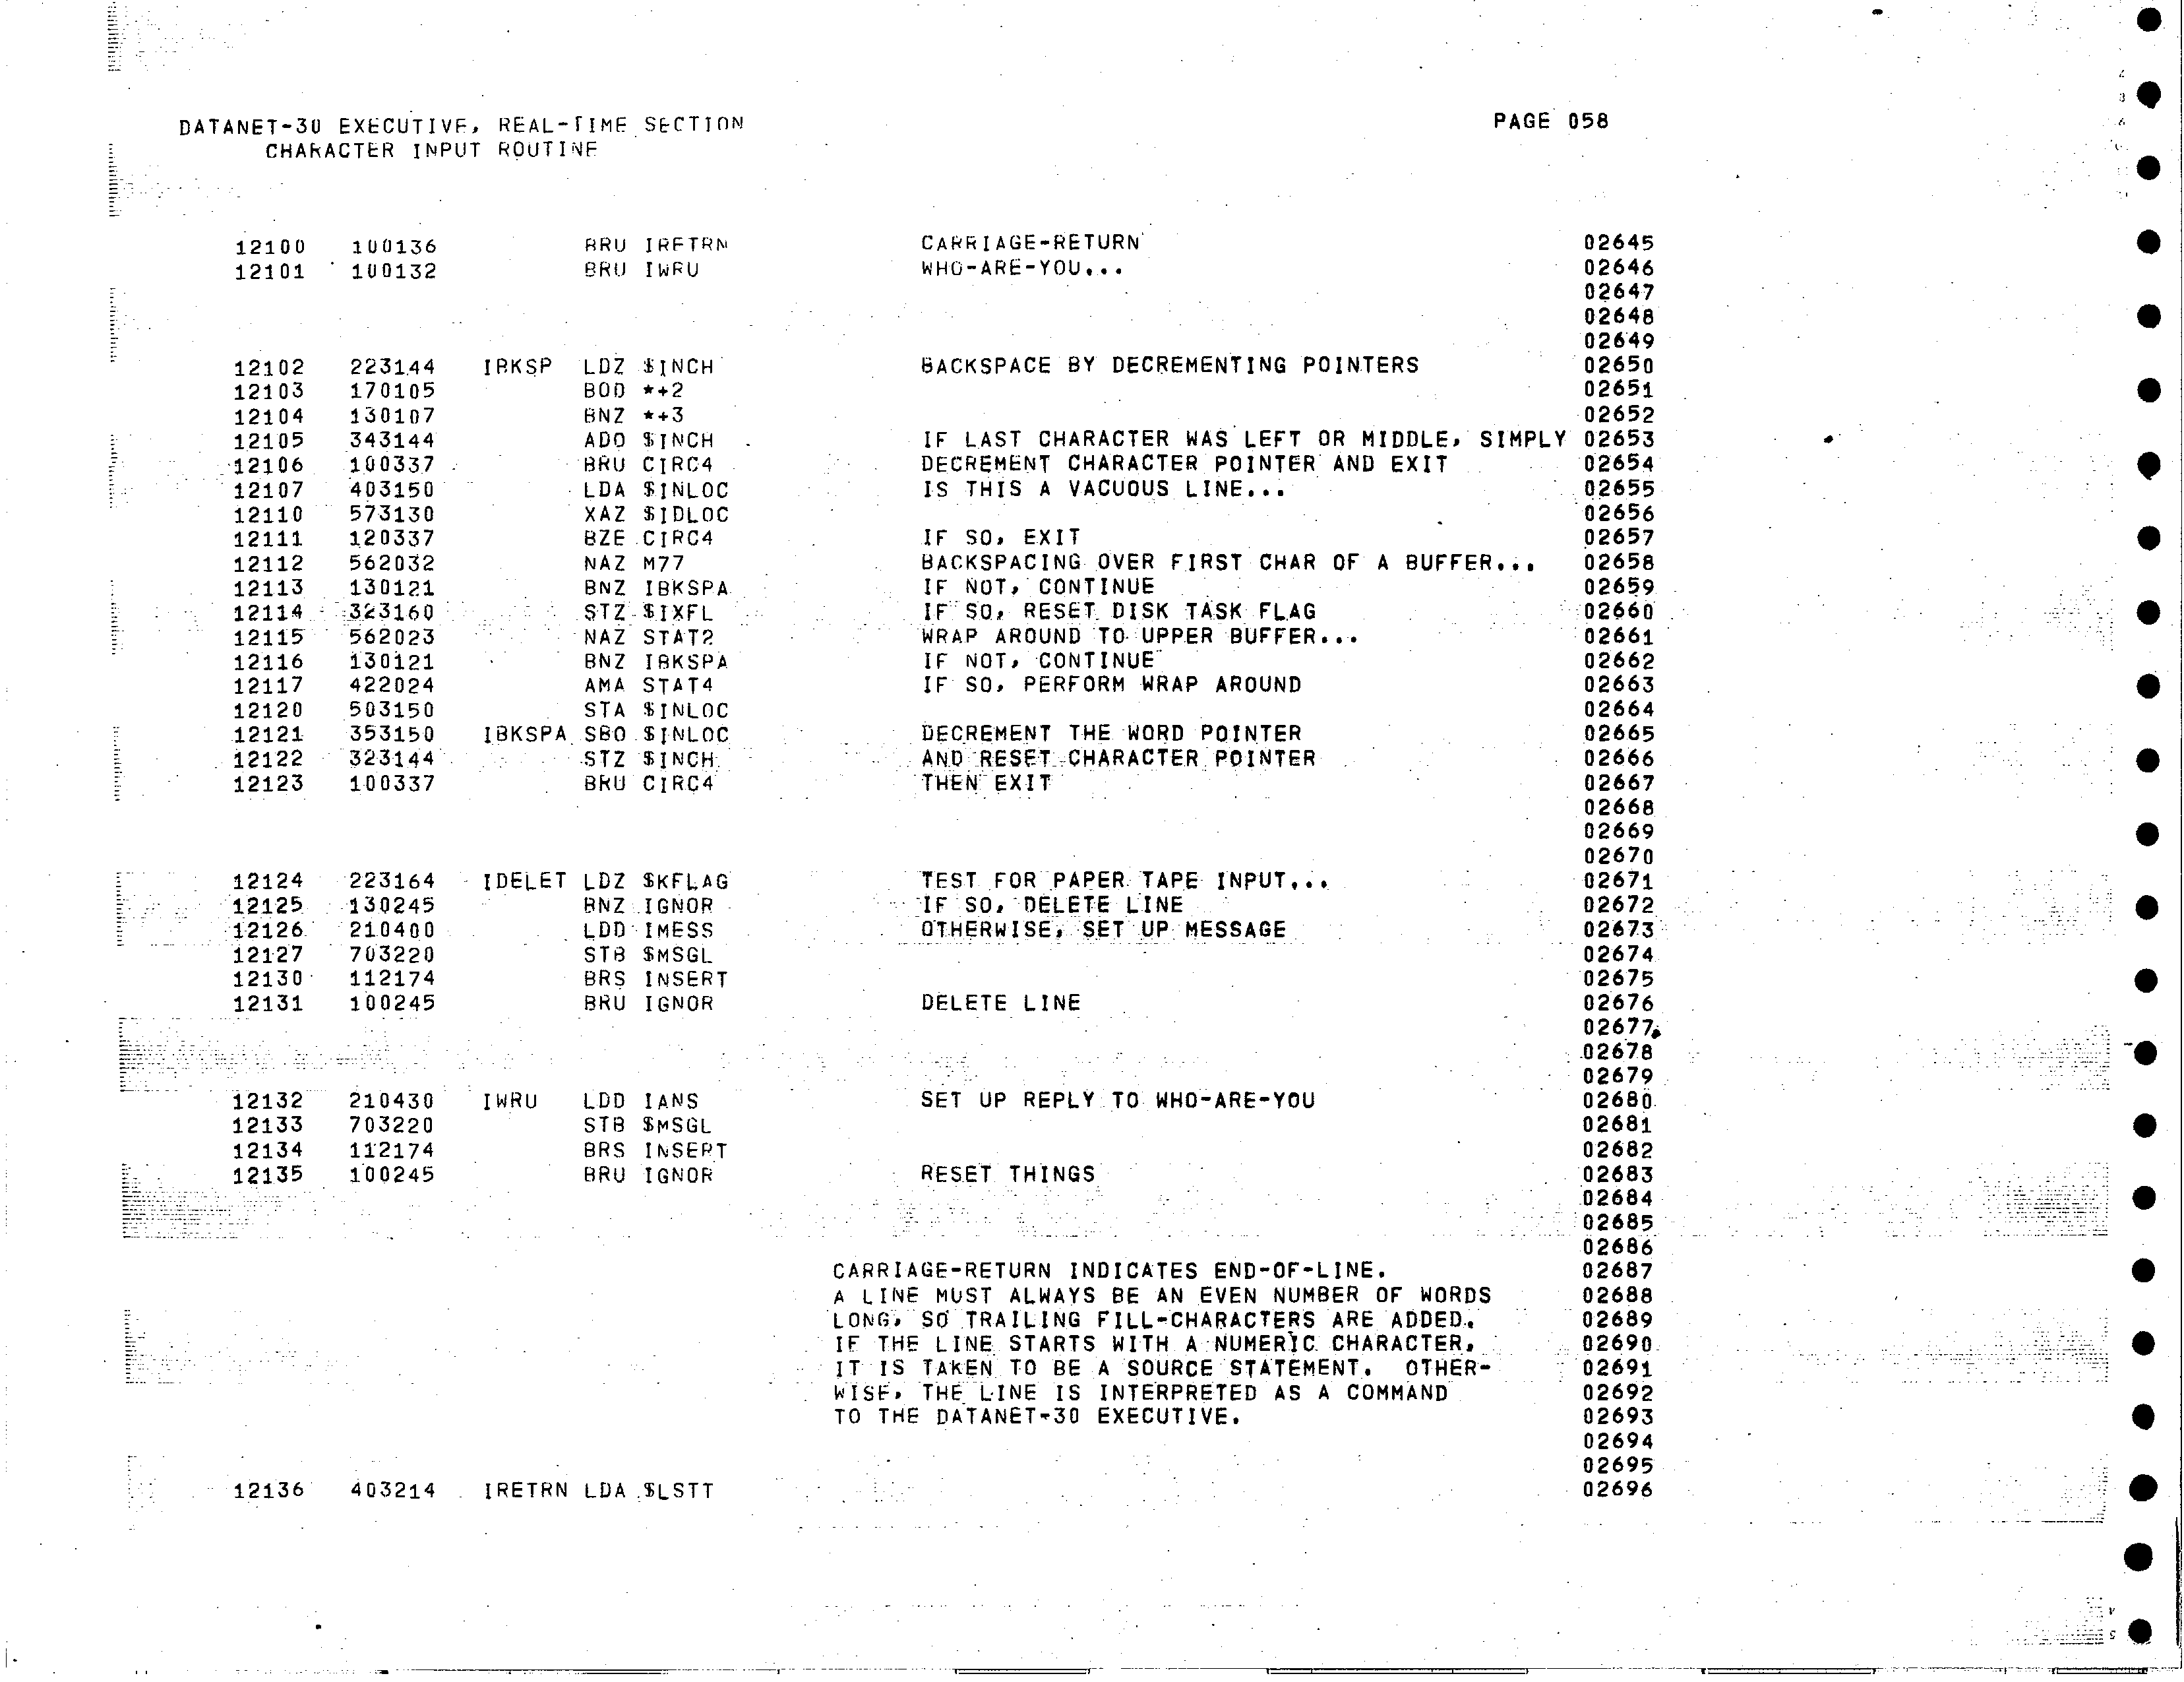 DATANET-30 EXECUTIVE, REAL-TIME SECTION PAGE 058
CHARACTER INPUT ROUTINE
12100 100136 BRU IRETRN CARRIAGE-RETURN 02645
12101 100132 BRU IWRU WHO-ARE-YOU... 02646
02647
02648
02649
12102 223144 IBKSP LDZ $INCH BACKSPACE BY DECREMENTING POINTERS 02650
12103 170105 BOD *+2 02651
12104 130107 BNZ *+3 02652
12105 343144 ADO $INCH IF LAST CHARACTER WAS LEFT OR MIDDLE, SIMPLY 02653
12106 100337 BRU CIRC4 DECREMENT CHARACTER POINTER AND EXIT 02654
12107 403150 LDA $INLOC IS THIS A VACUOUS LINE... 02655
12110 573130 XAZ $IDLOC 02656
12111 120337 BZE CIRC4 IF SO, EXIT 02657
12112 562032 NAZ M77 BACKSPACING OVER FIRST CHAR OF A BUFFER... 02658
12113 130121 BNZ IBKSPA IF NOT, CONTINUE 02659
12114 323160 STZ $IXFL IF SO, RESET DISK TASK FLAG 02660
12115 562023 NAZ STAT2 WRAP AROUND TO UPPER BUFFER... 02661
12116 130121 BNZ IBKSPA IF NOT, CONTINUE 02662
12117 422024 AMA STAT4 IF SO, PERFORM WRAP AROUND 02663
12120 503150 STA $INLOC 02664
12121 353150 IBKSPA SBO $INLOC DECREMENT THE WORD POINTER 02665
12122 323144 STZ $INCH AND RESET CHARACTER POINTER 02666
12123 100337 BRU CIRC4 THEN EXIT 02667
02668
02669
02670
12124 223164 IDELET LDZ $KFLAG TEST FOR PAPER TAPE INPUT... 02671
12125 130245 BNZ IGNOR IF SO, DELETE LINE 02672
12126 210400 LDD IMESS OTHERWISE, SET UP MESSAGE 02673
12127 703220 STB $MSGL 02674
12130 112174 BRS INSERT 02675
12131 100245 BRU IGNOR DELETE LINE 02676
02677
02678
02679
12132 210430 IWRU LDD IANS SET UP REPLY TO WHO-ARE-YOU 02680
12133 703220 STB $MSGL 02681
12134 112174 BRS INSERT 02682
12135 100245 BRU IGNOR RESET THINGS 02683
02684
02685
02686
CARRIAGE-RETURN INDICATES END-OF-LINE. 02687
A LINE MUST ALWAYS BE AN EVEN NUMBER OF WORDS 02688
LONG, SO TRAILING FILL-CHARACTERS ARE ADDED. 02689
IF THE LINE STARTS WITH A NUMERIC CHARACTER, 02690
IT IS TAKEN TO BE A SOURCE STATEMENT. OTHER- 02691
WISE, THE LINE IS INTERPRETED AS A COMMAND 02692
TO THE DATANET-30 EXECUTIVE. 02693
02694
02695
12136 403214 IRETRN LDA $LSTT 02696